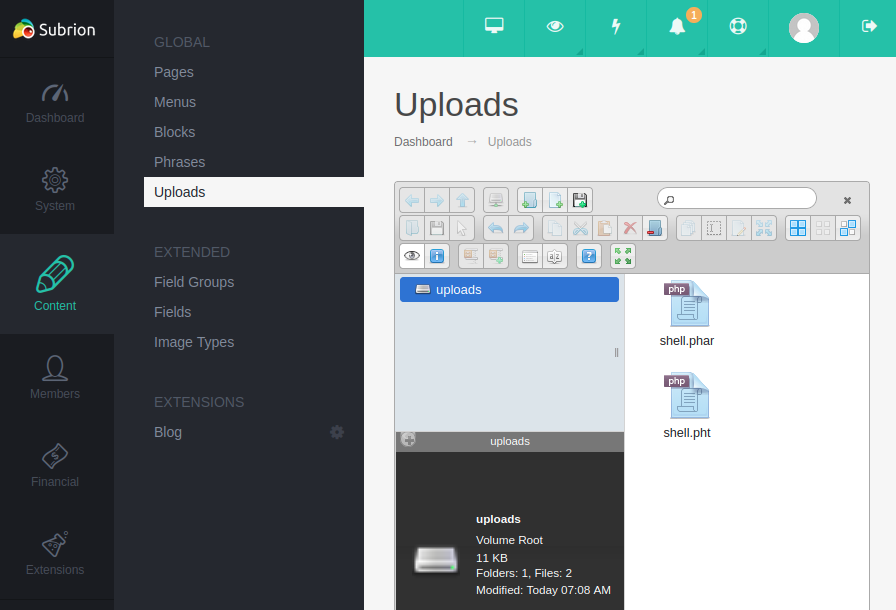 Subrion
1
Dashboard
System
Content
Members
Financial
Extensions
GLOBAL
Pages
Menus
Blocks
Phrases
Uploads
EXTENDED
Field Groups
Fields
Image Types
EXTENSIONS
Blog
Uploads
Dashboard → Uploads
uploads
php
shell.phar
php
shell.pht
uploads
uploads
Volume Root
11 KB
Folders: 1, Files: 2
Modified: Today 07:08 AM